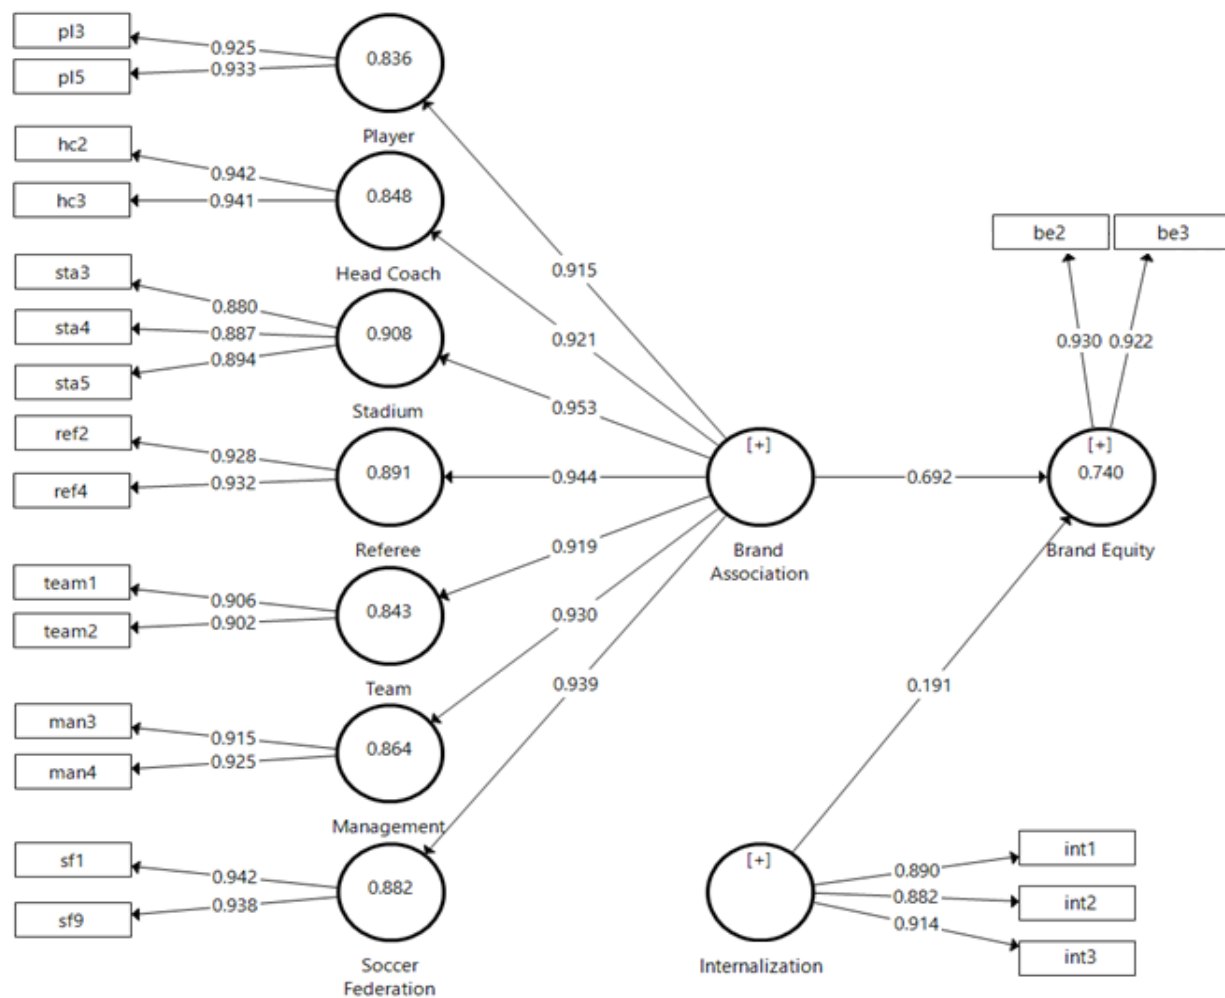 pl3
0.925
0.933
pl5
0.836
Player
hc2
0.942
0.941
hc3
0.848
Head Coach
sta3
0.880
sta4
0.887
0.894
sta5
0.908
Stadium
ref2
0.928
0.932
ref4
0.891
Referee
team1
0.906
0.902
team2
0.843
Team
man3
0.915
0.925
man4
0.864
Management
sf1
0.942
0.938
sf9
0.882
Soccer
Federation
0.915
0.921
0.953
0.944
0.919
0.930
0.939
[+]
Brand
Association
0.692
be2
be3
0.930
0.922
[+]
0.740
Brand Equity
0.191
[+]
Internalization
0.890
0.882
0.914
int1
int2
int3